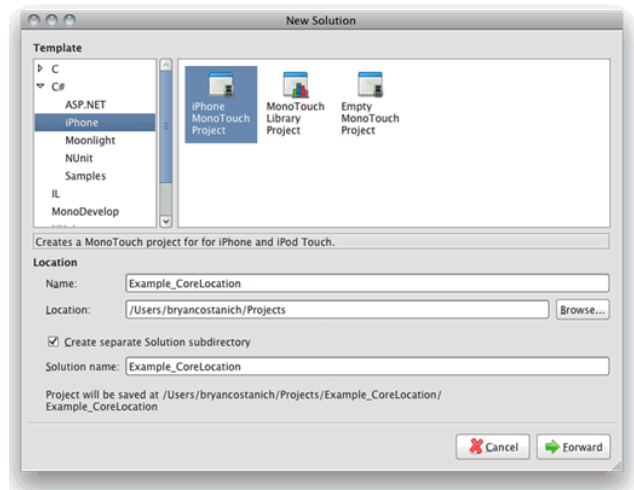 New Solution
Template
C
C#
ASP.NET
iPhone
Moonlight
NUnit
Samples
IL
MonoDevelop
iPhone
MonoTouch
Project
MonoTouch
Library
Project
Empty
MonoTouch
Project
Creates a MonoTouch project for for iPhone and iPod Touch.
Location
Name: Example_CoreLocation
Location: /Users/bryancostanich/Projects Browse...
Create separate Solution subdirectory
Solution name: Example_CoreLocation
Project will be saved at /Users/bryancostanich/Projects/Example_CoreLocation/
Example_CoreLocation
Cancel Forward